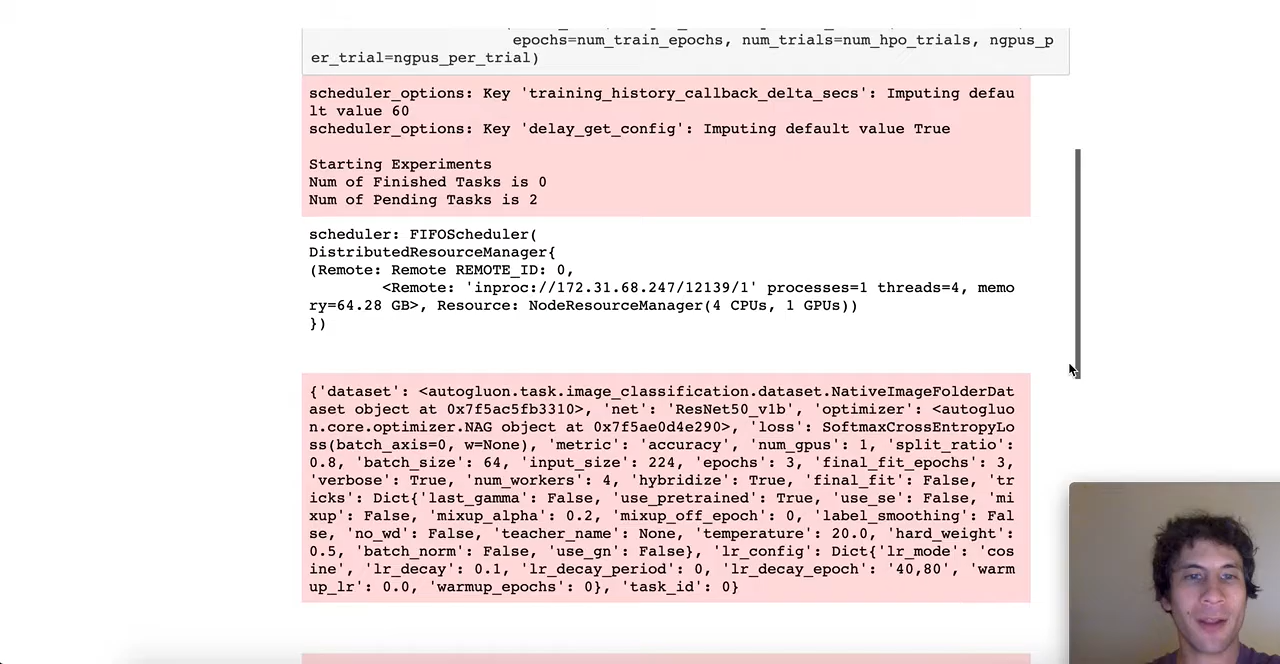 epochs=num_train_epochs, num_trials=num_hpo_trials, ngpus_p
er_trial=ngpus_per_trial)
scheduler_options: Key 'training_history_callback_delta_secs': Imputing defau
lt value 60
scheduler_options: Key 'delay_get_config': Imputing default value True
Starting Experiments
Num of Finished Tasks is 0
Num of Pending Tasks is 2
scheduler: FIFOScheduler(
DistributedResourceManager{
(Remote: Remote REMOTE_ID: 0,
<Remote: 'inproc://172.31.68.247/12139/1' processes=1 threads=4, memo
ry=64.28 GB>, Resource: NodeResourceManager(4 CPUs, 1 GPUs))
})
{'dataset': <autogluon.task.image_classification.dataset.NativeImageFolderDat
aset object at 0x7f5ac5fb3310>, 'net': 'ResNet50_v1b', 'optimizer': <autogluo
n.core.optimizer.NAG object at 0x7f5ae0d4e290>, 'loss': SoftmaxCrossEntropyLo
ss(batch_axis=0, w=None), 'metric': 'accuracy', 'num_gpus': 1, 'split_ratio':
0.8, 'batch_size': 64, 'input_size': 224, 'epochs': 3, 'final_fit_epochs': 3,
'verbose': True, 'num_workers': 4, 'hybridize': True, 'final_fit': False, 'tr
icks': Dict{'last_gamma': False, 'use_pretrained': True, 'use_se': False, 'mi
xup': False, 'mixup_alpha': 0.2, 'mixup_off_epoch': 0, 'label_smoothing': Fal
se, 'no_wd': False, 'teacher_name': None, 'temperature': 20.0, 'hard_weight':
0.5, 'batch_norm': False, 'use_gn': False}, 'lr_config': Dict{'lr_mode': 'cos
ine', 'lr_decay': 0.1, 'lr_decay_period': 0, 'lr_decay_epoch': '40,80', 'warm
up_lr': 0.0, 'warmup_epochs': 0}, 'task_id': 0}